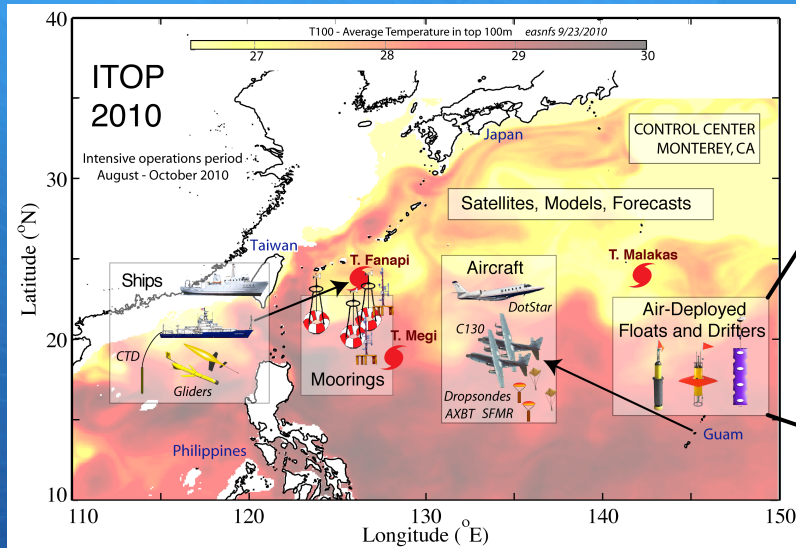 T100 - Average Temperature in top 100m easnfs 9/23/2010
27 28 29 30
ITOP
2010
Intensive operations period
August - October 2010
Japan
CONTROL CENTER
MONTEREY, CA
Satellites, Models, Forecasts
Taiwan
Ships
CTD
Gliders
T. Fanapi
T. Megi
Moorings
Aircraft
DotStar
C130
Dropsondes
AXBT SFMR
T. Malakas
Air-Deployed
Floats and Drifters
Guam
Philippines
Latitude (°N)
40
30
20
10
110 120 130 140 150
Longitude (°E)